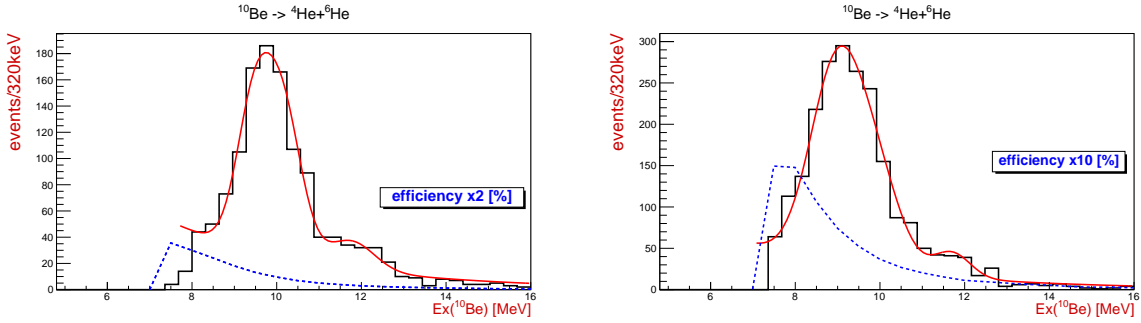 ¹⁰Be -> ⁴He+⁶He
events/320keV
180
160
140
120
100
80
60
40
20
0
efficiency x2 [%]
6 8 10 12 14 16
Ex(¹⁰Be) [MeV]
¹⁰Be -> ⁴He+⁶He
events/320keV
300
250
200
150
100
50
0
efficiency x10 [%]
6 8 10 12 14 16
Ex(¹⁰Be) [MeV]